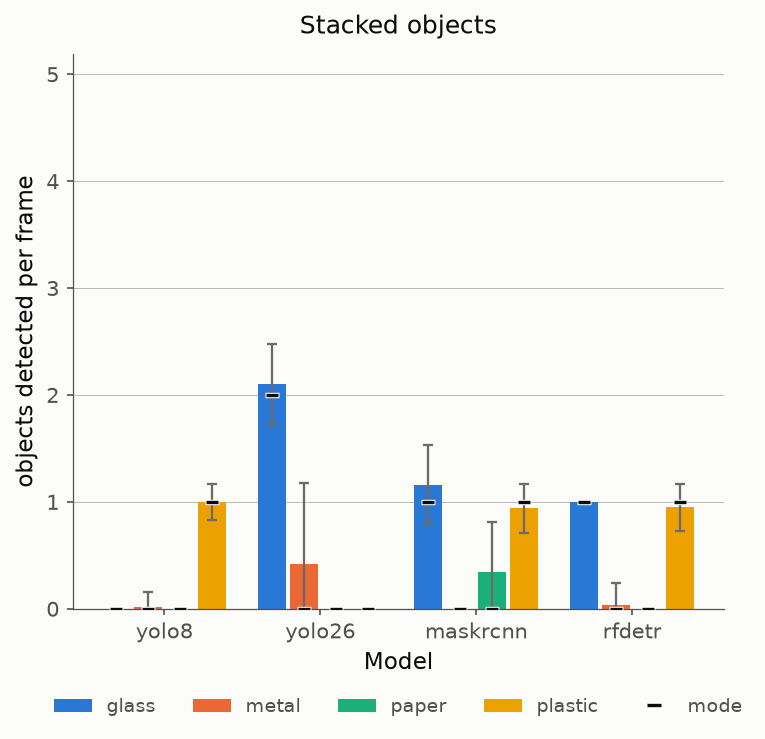 Stacked objects
objects detected per frame
5
4
3
2
1
0
yolo8 yolo26 maskrcnn rfdetr
Model
glass metal paper plastic mode